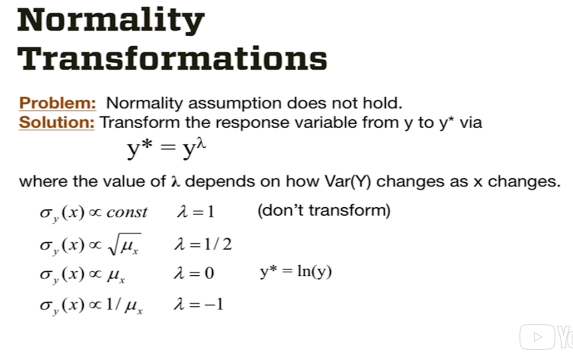 Normality
Transformations
Problem: Normality assumption does not hold.
Solution: Transform the response variable from y to y* via
y* = y^λ
where the value of λ depends on how Var(Y) changes as x changes.
σ_y(x) ∝ const λ = 1 (don't transform)
σ_y(x) ∝ √μ_x λ = 1/2
σ_y(x) ∝ μ_x λ = 0 y* = ln(y)
σ_y(x) ∝ 1/μ_x λ = −1